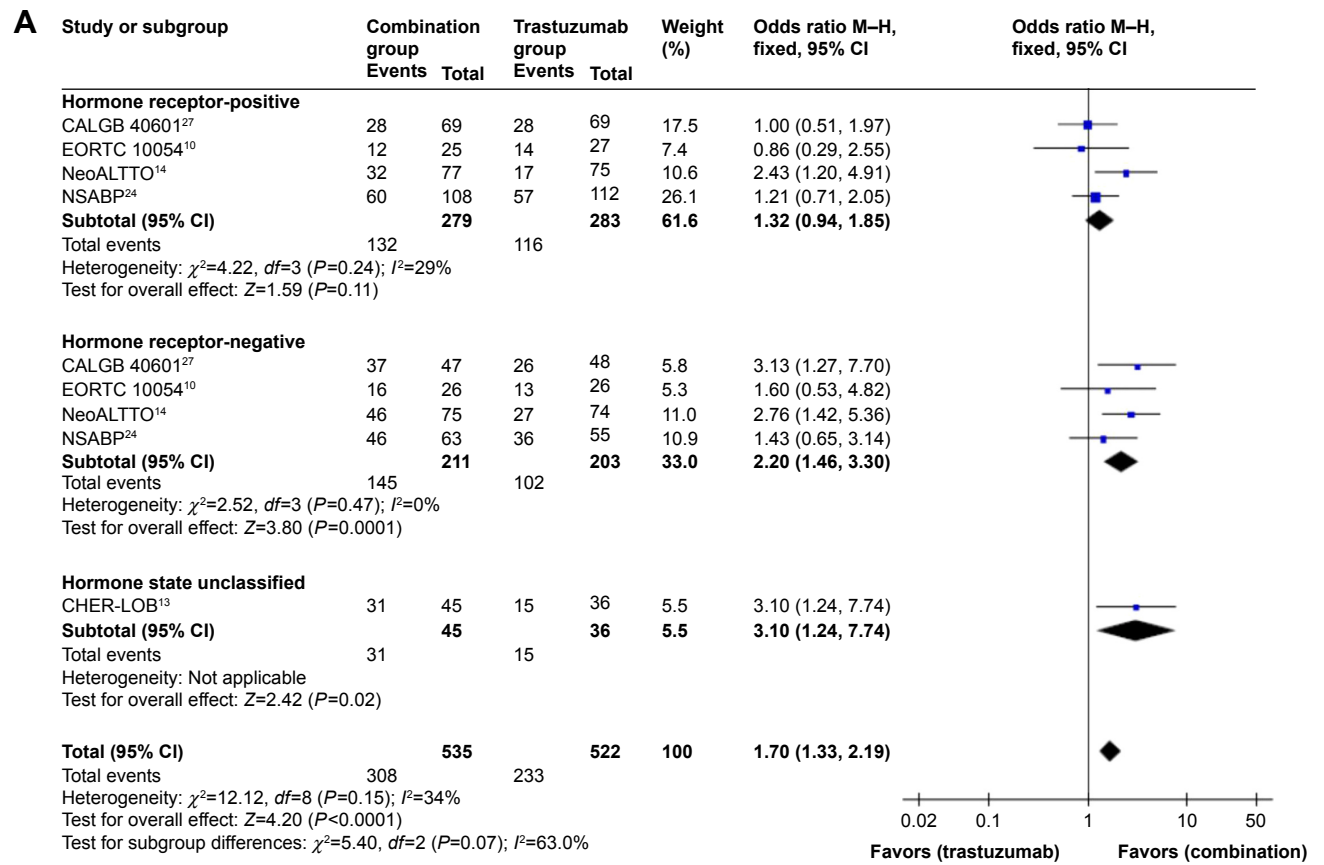 A
Study or subgroup Combination group Events Total Trastuzumab group Events Total Weight (%) Odds ratio M–H, fixed, 95% CI Odds ratio M–H, fixed, 95% CI
Hormone receptor-positive
CALGB 40601²⁷ 28 69 28 69 17.5 1.00 (0.51, 1.97)
EORTC 10054¹⁰ 12 25 14 27 7.4 0.86 (0.29, 2.55)
NeoALTTO¹⁴ 32 77 17 75 10.6 2.43 (1.20, 4.91)
NSABP²⁴ 60 108 57 112 26.1 1.21 (0.71, 2.05)
Subtotal (95% CI) 279 283 61.6 1.32 (0.94, 1.85)
Total events 132 116
Heterogeneity: χ²=4.22, df=3 (P=0.24); I²=29%
Test for overall effect: Z=1.59 (P=0.11)
Hormone receptor-negative
CALGB 40601²⁷ 37 47 26 48 5.8 3.13 (1.27, 7.70)
EORTC 10054¹⁰ 16 26 13 26 5.3 1.60 (0.53, 4.82)
NeoALTTO¹⁴ 46 75 27 74 11.0 2.76 (1.42, 5.36)
NSABP²⁴ 46 63 36 55 10.9 1.43 (0.65, 3.14)
Subtotal (95% CI) 211 203 33.0 2.20 (1.46, 3.30)
Total events 145 102
Heterogeneity: χ²=2.52, df=3 (P=0.47); I²=0%
Test for overall effect: Z=3.80 (P=0.0001)
Hormone state unclassified
CHER-LOB¹³ 31 45 15 36 5.5 3.10 (1.24, 7.74)
Subtotal (95% CI) 45 36 5.5 3.10 (1.24, 7.74)
Total events 31 15
Heterogeneity: Not applicable
Test for overall effect: Z=2.42 (P=0.02)
Total (95% CI) 535 522 100 1.70 (1.33, 2.19)
Total events 308 233
Heterogeneity: χ²=12.12, df=8 (P=0.15); I²=34%
Test for overall effect: Z=4.20 (P<0.0001)
Test for subgroup differences: χ²=5.40, df=2 (P=0.07); I²=63.0%
0.02 0.1 1 10 50
Favors (trastuzumab) Favors (combination)